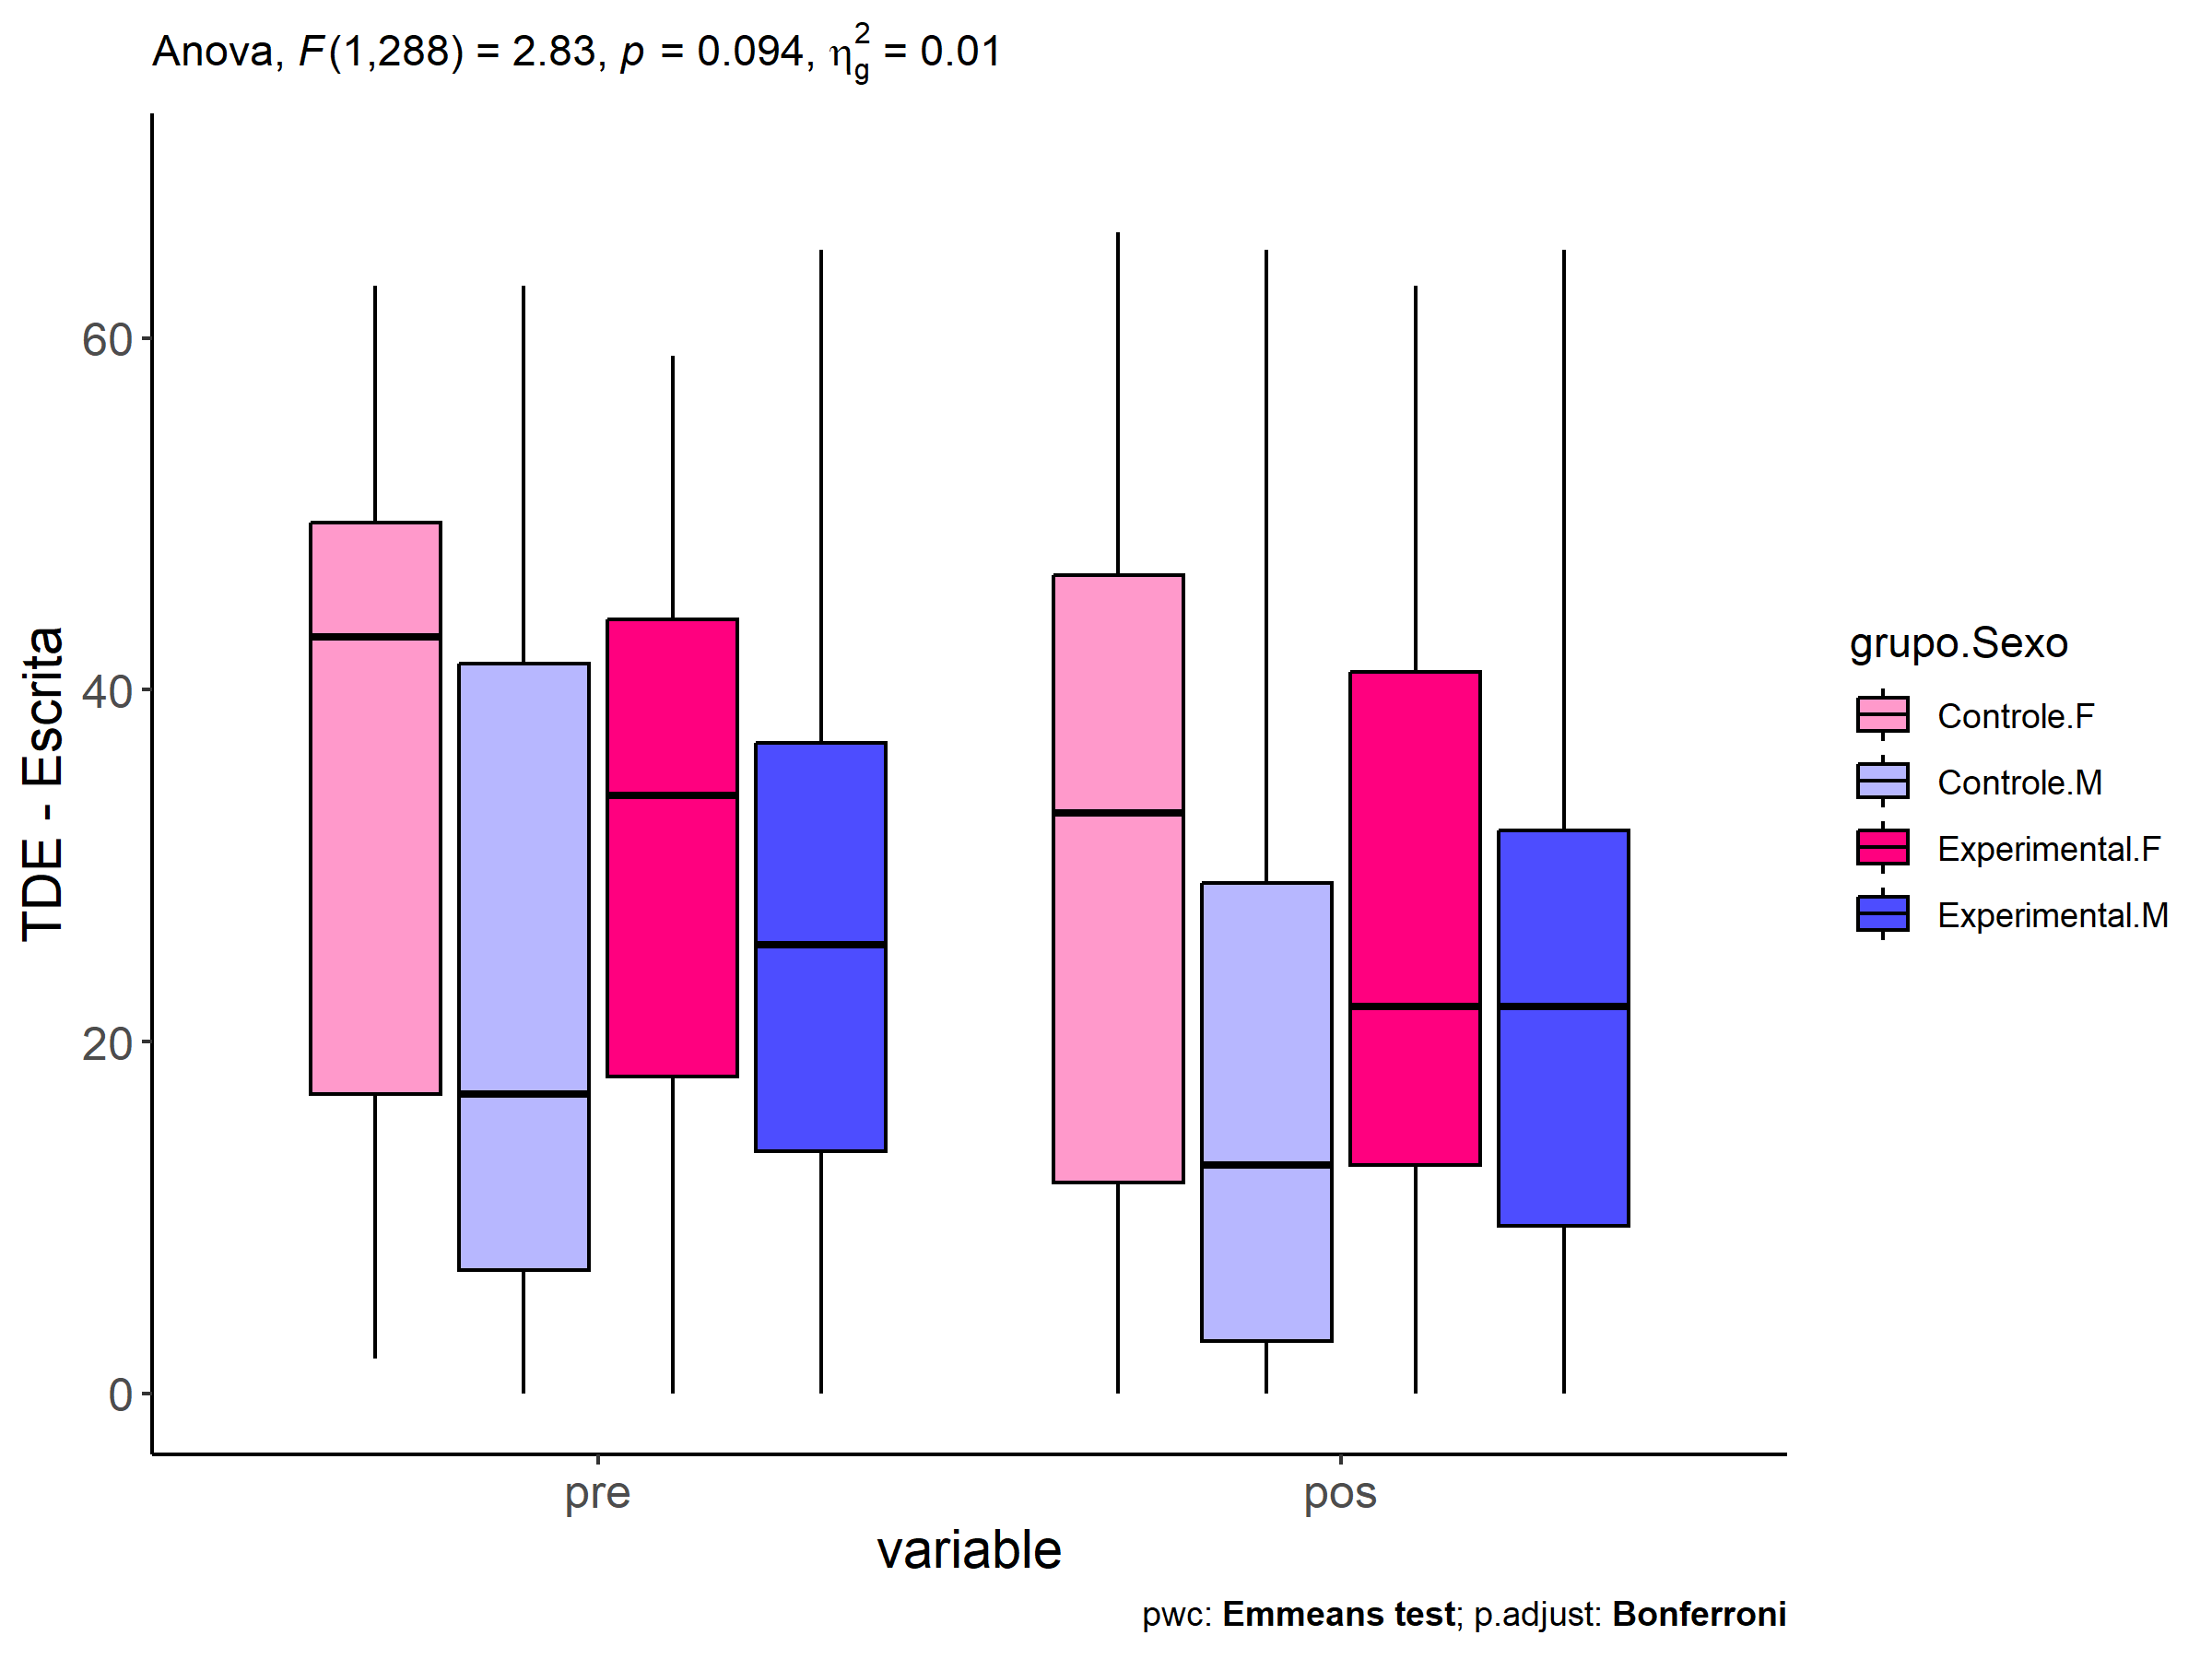 Anova, F(1,288) = 2.83, p = 0.094, η²g = 0.01
TDE - Escrita
60
40
20
0
pre
pos
variable
grupo.Sexo
Controle.F
Controle.M
Experimental.F
Experimental.M
pwc: Emmeans test; p.adjust: Bonferroni